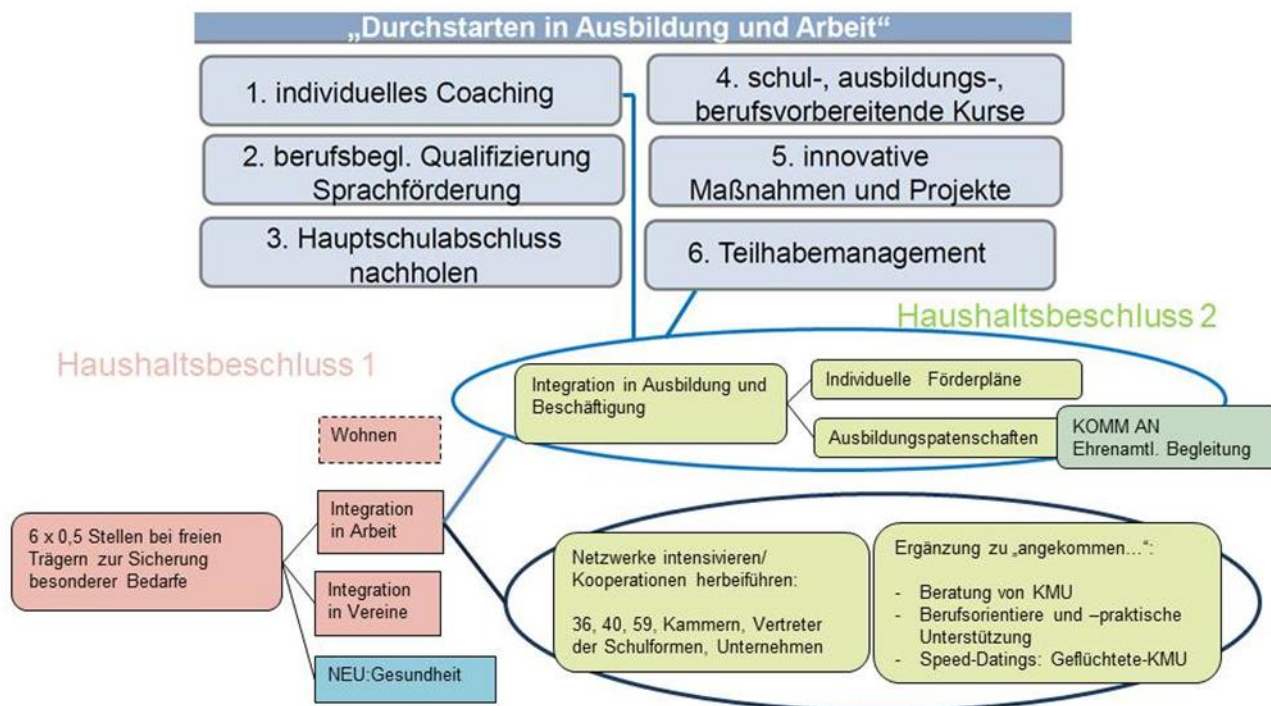 „Durchstarten in Ausbildung und Arbeit“
1. individuelles Coaching
4. schul-, ausbildungs-,
berufsvorbereitende Kurse
2. berufsbegl. Qualifizierung
Sprachförderung
5. innovative
Maßnahmen und Projekte
3. Hauptschulabschluss
nachholen
6. Teilhabemanagement
Haushaltsbeschluss 2
Haushaltsbeschluss 1
Integration in Ausbildung und
Beschäftigung
Individuelle Förderpläne
Ausbildungspatenschaften
KOMM AN
Ehrenamtl. Begleitung
Wohnen
6 x 0,5 Stellen bei freien
Trägern zur Sicherung
besonderer Bedarfe
Integration
in Arbeit
Integration
in Vereine
NEU:Gesundheit
Netzwerke intensivieren/
Kooperationen herbeiführen:
36, 40, 59, Kammern, Vertreter
der Schulformen, Unternehmen
Ergänzung zu „angekommen…“:
- Beratung von KMU
- Berufsorientiere und –praktische
Unterstützung
- Speed-Datings: Geflüchtete-KMU